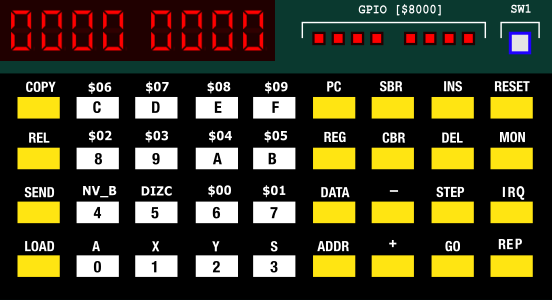 0000 0000 GPIO [$8000] SW1
COPY $06 $07 $08 $09 PC SBR INS RESET
C D E F
REL $02 $03 $04 $05 REG CBR DEL MON
8 9 A B
SEND NV_B DIZC $00 $01 DATA − STEP IRQ
4 5 6 7
LOAD A X Y S ADDR + GO REP
0 1 2 3